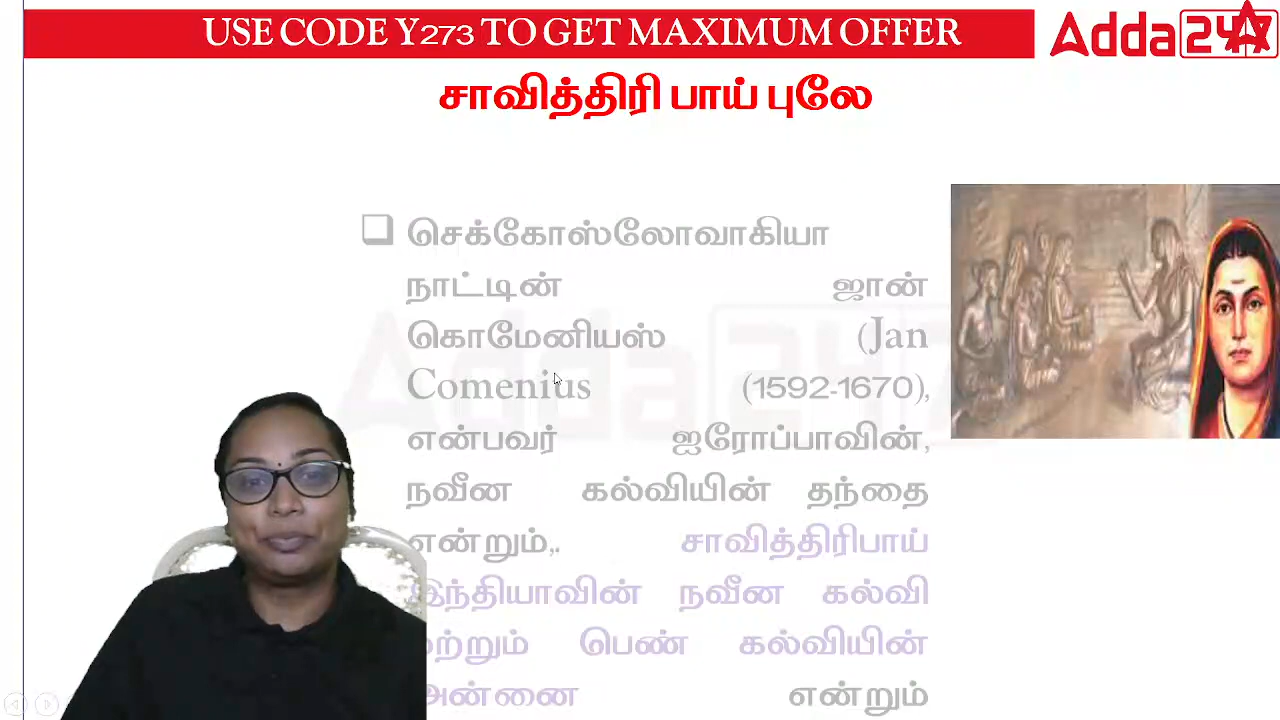 USE CODE Y273 TO GET MAXIMUM OFFER
Adda247
சாவித்திரி பாய் புலே
செக்கோஸ்லோவாகியா
நாட்டின் ஜான்
கொமேனியஸ் (Jan
Comenius (1592-1670),
என்பவர் ஐரோப்பாவின்,
நவீன கல்வியின் தந்தை
என்றும்,. சாவித்திரிபாய்
இந்தியாவின் நவீன கல்வி
மற்றும் பெண் கல்வியின்
அன்னை என்றும்